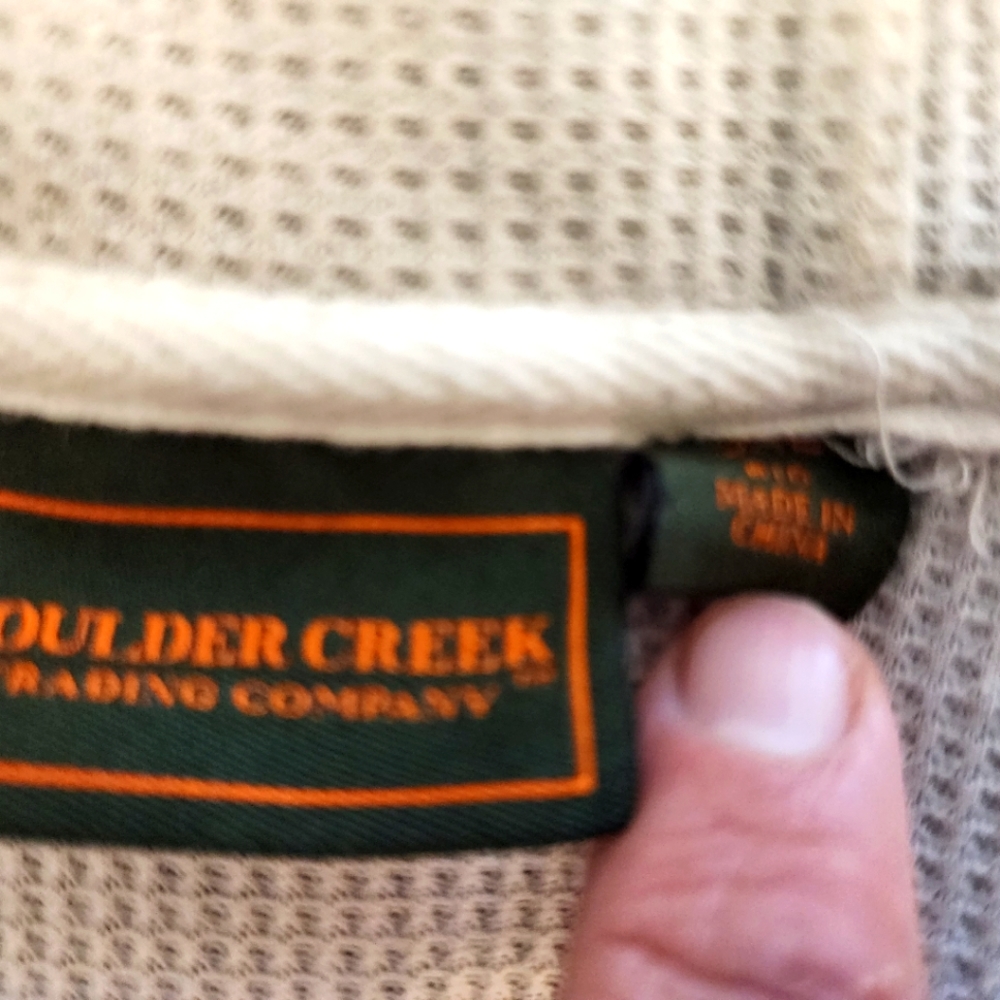 OULDER CREEK
RADING COMPANY
MADE IN
CHINA